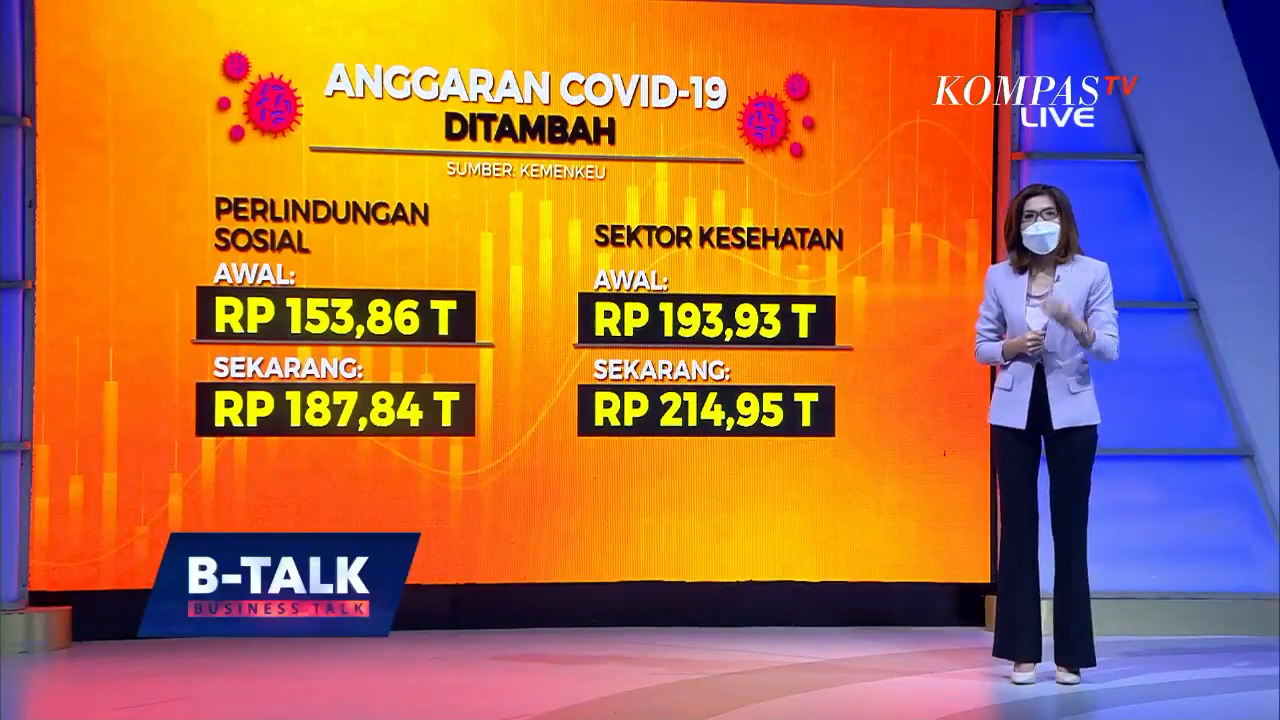 ANGGARAN COVID-19
DITAMBAH
SUMBER: KEMENKEU
PERLINDUNGAN
SOSIAL
AWAL:
RP 153,86 T
SEKARANG:
RP 187,84 T
SEKTOR KESEHATAN
AWAL:
RP 193,93 T
SEKARANG:
RP 214,95 T
KOMPAS TV
LIVE
B-TALK
BUSINESS TALK